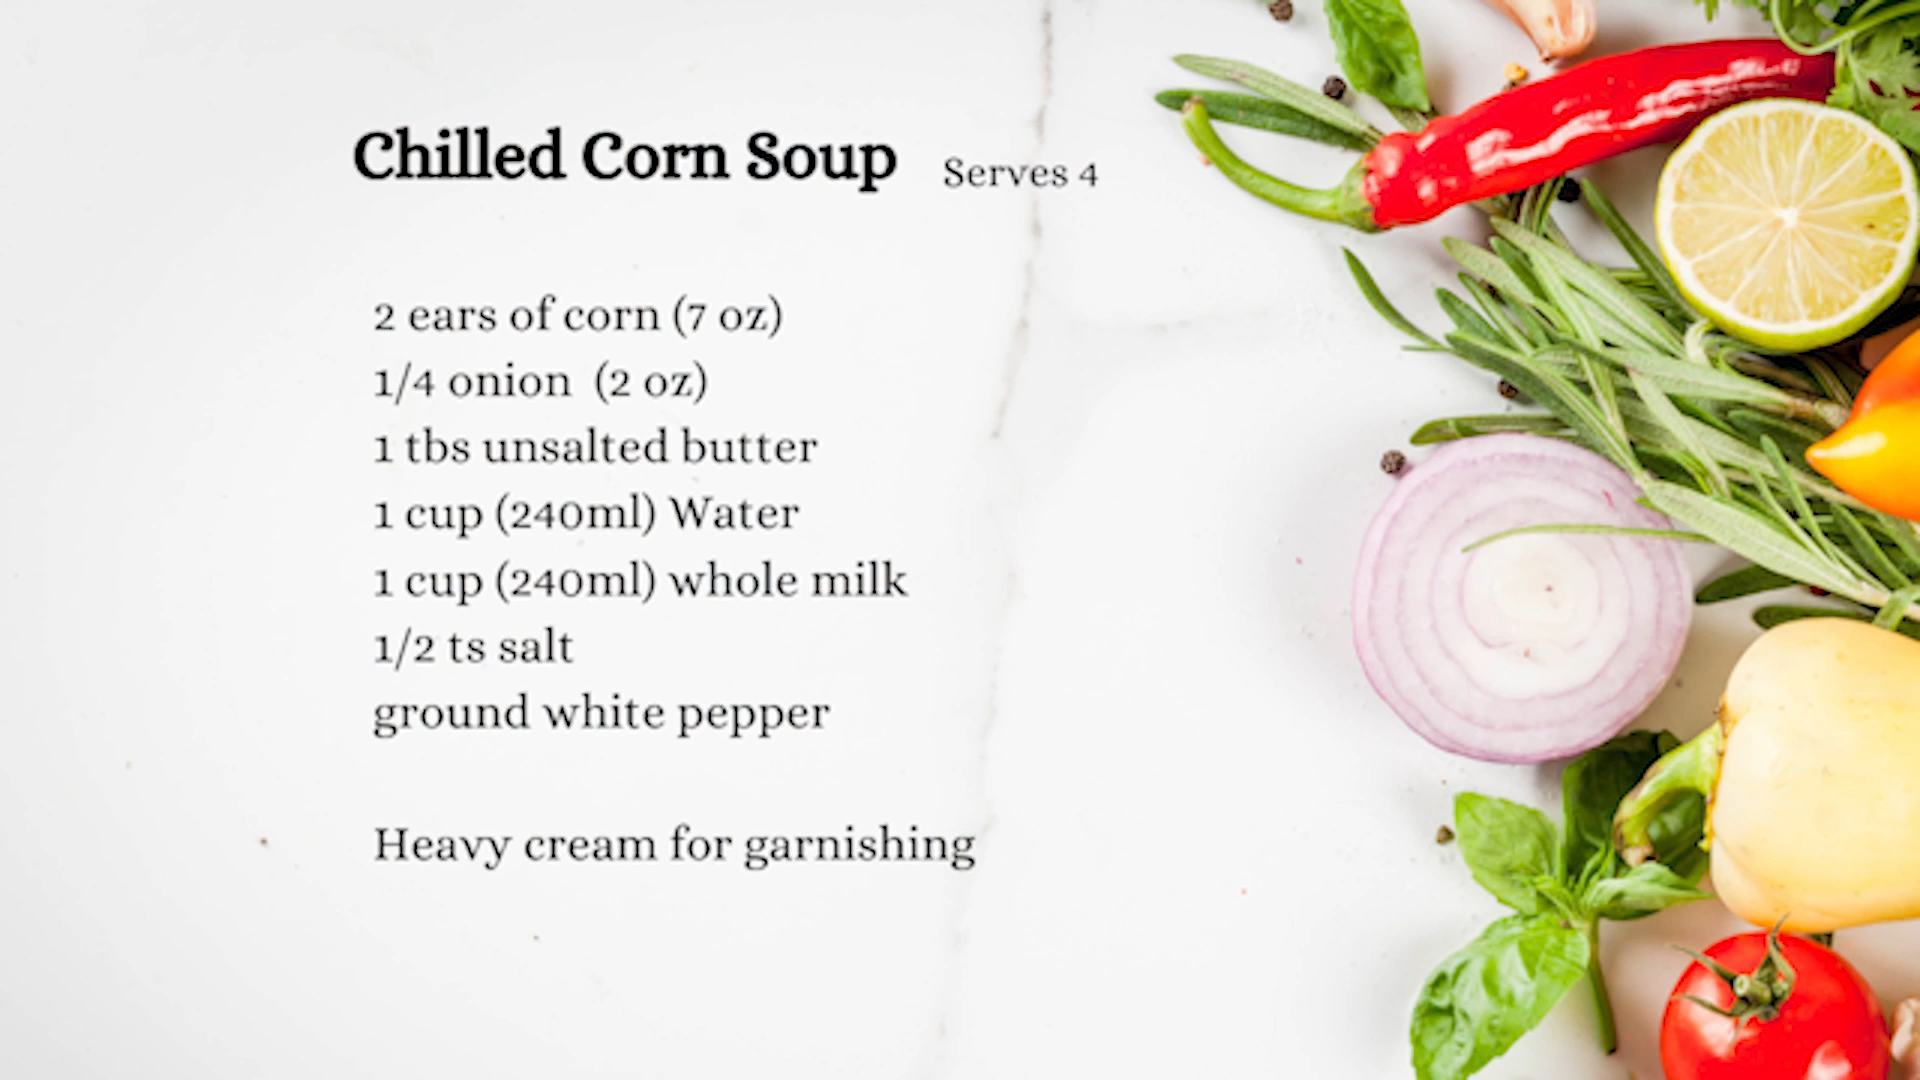 Chilled Corn Soup Serves 4
2 ears of corn (7 oz)
1/4 onion (2 oz)
1 tbs unsalted butter
1 cup (240ml) Water
1 cup (240ml) whole milk
1/2 ts salt
ground white pepper
Heavy cream for garnishing